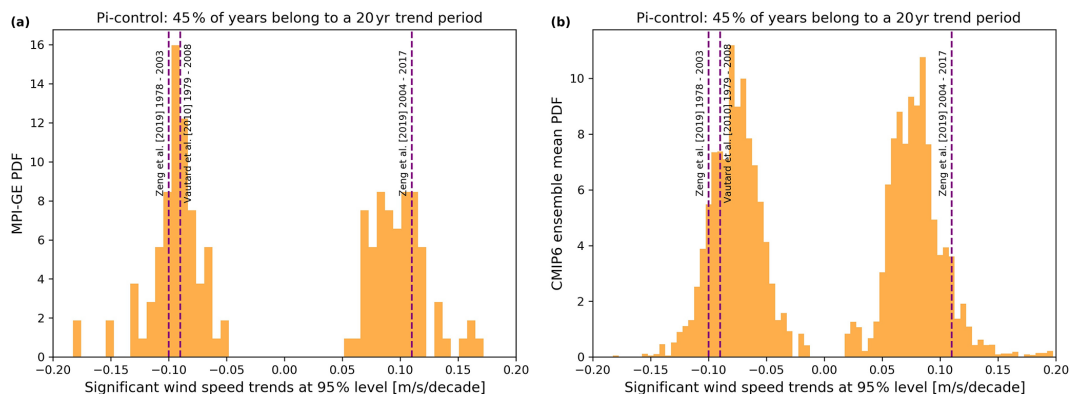 (a)
Pi-control: 45% of years belong to a 20yr trend period
MPI-GE PDF
16
14
12
10
8
6
4
2
0
Zeng et al. [2019] 1978 - 2003
Vautard et al. [2010] 1979 - 2008
Zeng et al. [2019] 2004 - 2017
−0.20 −0.15 −0.10 −0.05 0.00 0.05 0.10 0.15 0.20
Significant wind speed trends at 95% level [m/s/decade]
(b)
Pi-control: 45% of years belong to a 20yr trend period
CMIP6 ensemble mean PDF
10
8
6
4
2
0
Zeng et al. [2019] 1978 - 2003
Vautard et al. [2010] 1979 - 2008
Zeng et al. [2019] 2004 - 2017
−0.20 −0.15 −0.10 −0.05 0.00 0.05 0.10 0.15 0.20
Significant wind speed trends at 95% level [m/s/decade]